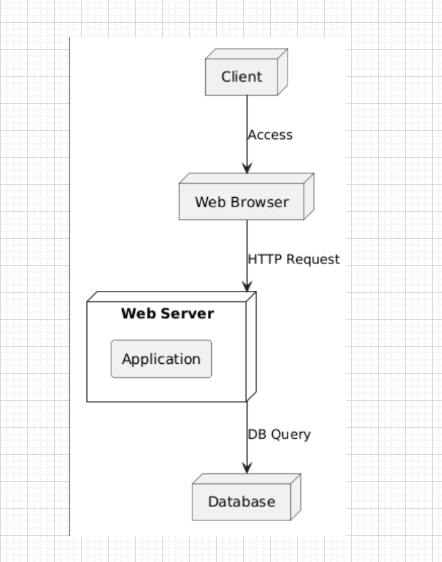 Client
Access
Web Browser
HTTP Request
Web Server
Application
DB Query
Database